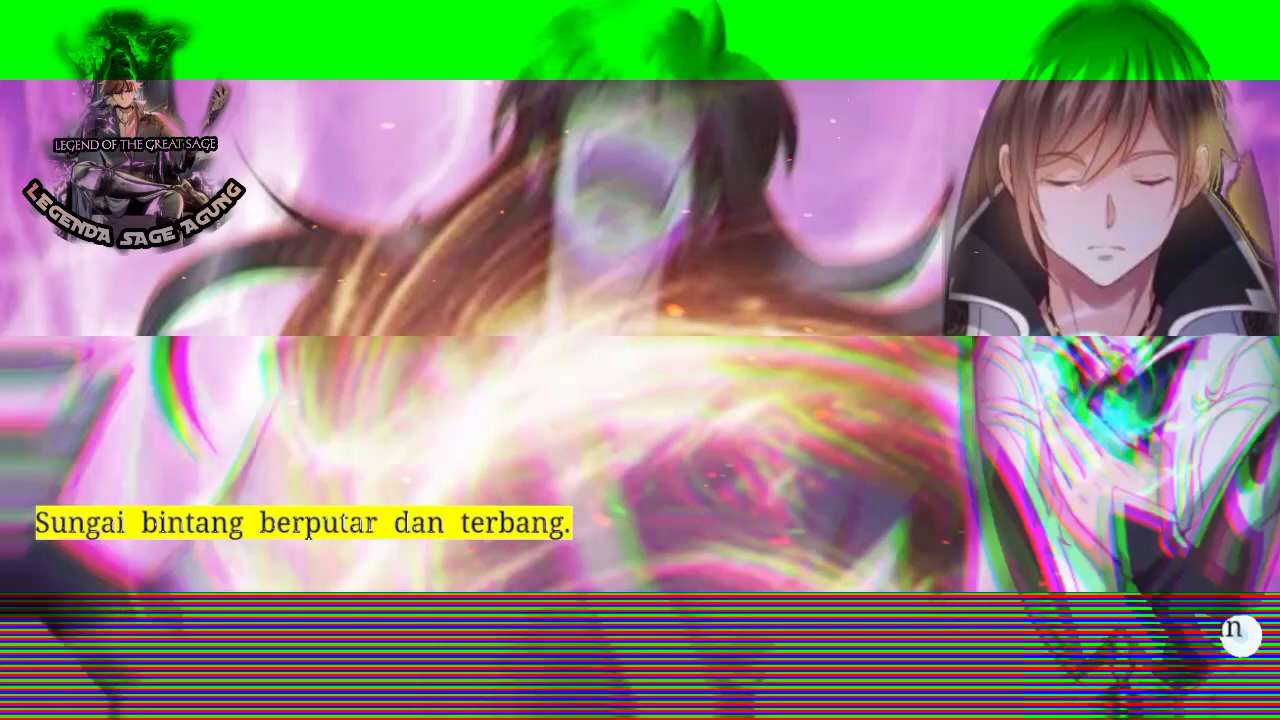 LEGEND OF THE GREAT SAGE
LEGENDA SAGE AGUNG
Sungai bintang berputar dan terbang.
n